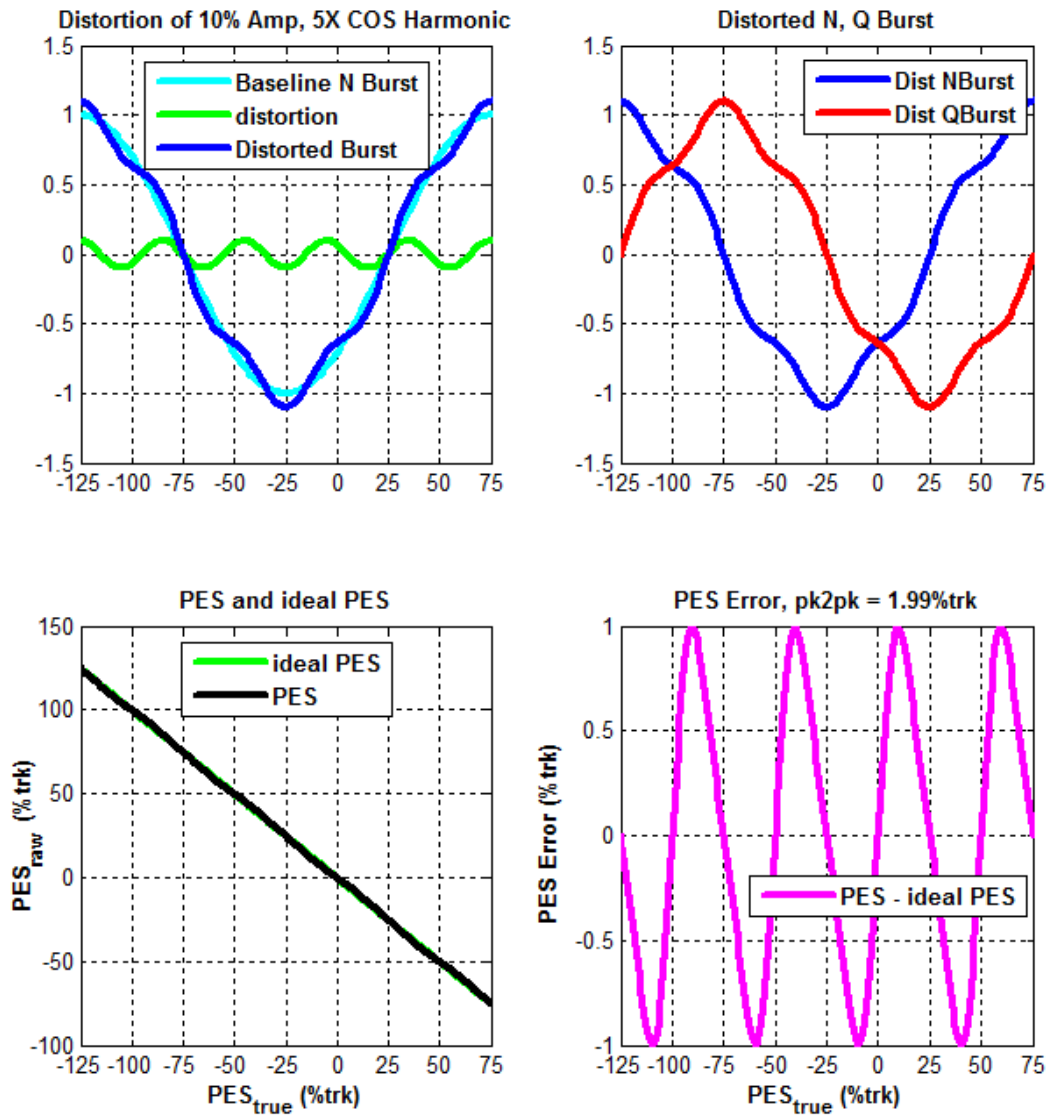 Distortion of 10% Amp, 5X COS Harmonic
1.5
1
0.5
0
-0.5
-1
-1.5
-125 -100 -75 -50 -25 0 25 50 75
Baseline N Burst
distortion
Distorted Burst
Distorted N, Q Burst
1.5
1
0.5
0
-0.5
-1
-1.5
-125 -100 -75 -50 -25 0 25 50 75
Dist NBurst
Dist QBurst
PES and ideal PES
150
100
50
0
-50
-100
-125 -100 -75 -50 -25 0 25 50 75
PESraw (%trk)
PEStrue (%trk)
ideal PES
PES
PES Error, pk2pk = 1.99%trk
1
0.5
0
-0.5
-1
-125 -100 -75 -50 -25 0 25 50 75
PES Error (%trk)
PEStrue (%trk)
PES - ideal PES